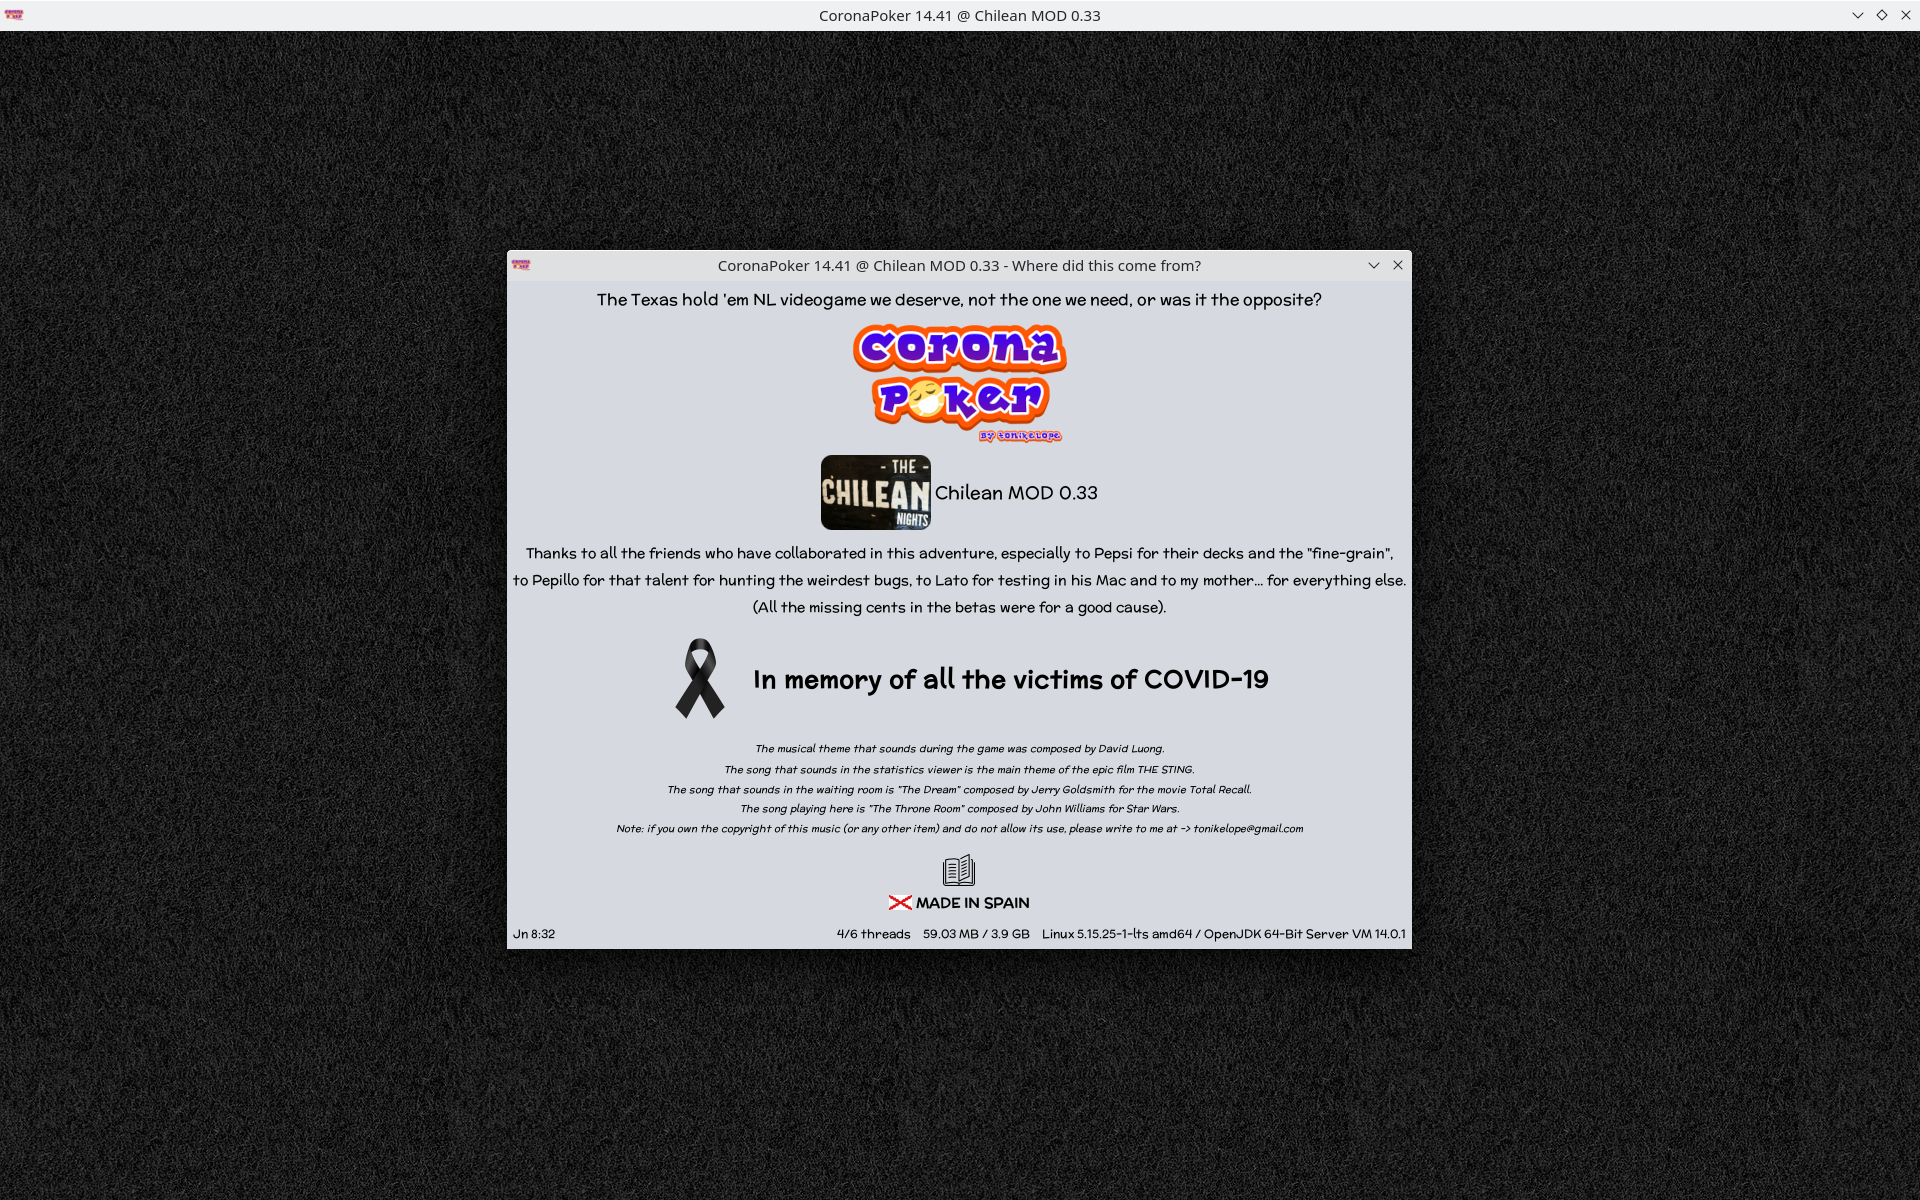 CoronaPoker 14.41 @ Chilean MOD 0.33
CoronaPoker 14.41 @ Chilean MOD 0.33 - Where did this come from?
The Texas hold 'em NL videogame we deserve, not the one we need, or was it the opposite?
corona
poker
BY tonikelope
- THE -
CHILEAN
NIGHTS
Chilean MOD 0.33
Thanks to all the friends who have collaborated in this adventure, especially to Pepsi for their decks and the "fine-grain",
to Pepillo for that talent for hunting the weirdest bugs, to Lato for testing in his Mac and to my mother... for everything else.
(All the missing cents in the betas were for a good cause).
In memory of all the victims of COVID-19
The musical theme that sounds during the game was composed by David Luong.
The song that sounds in the statistics viewer is the main theme of the epic film THE STING.
The song that sounds in the waiting room is "The Dream" composed by Jerry Goldsmith for the movie Total Recall.
The song playing here is "The Throne Room" composed by John Williams for Star Wars.
Note: if you own the copyright of this music (or any other item) and do not allow its use, please write to me at -> tonikelope@gmail.com
MADE IN SPAIN
Jn 8:32
4/6 threads 59.03 MB / 3.9 GB Linux 5.15.25-1-lts amd64 / OpenJDK 64-Bit Server VM 14.0.1